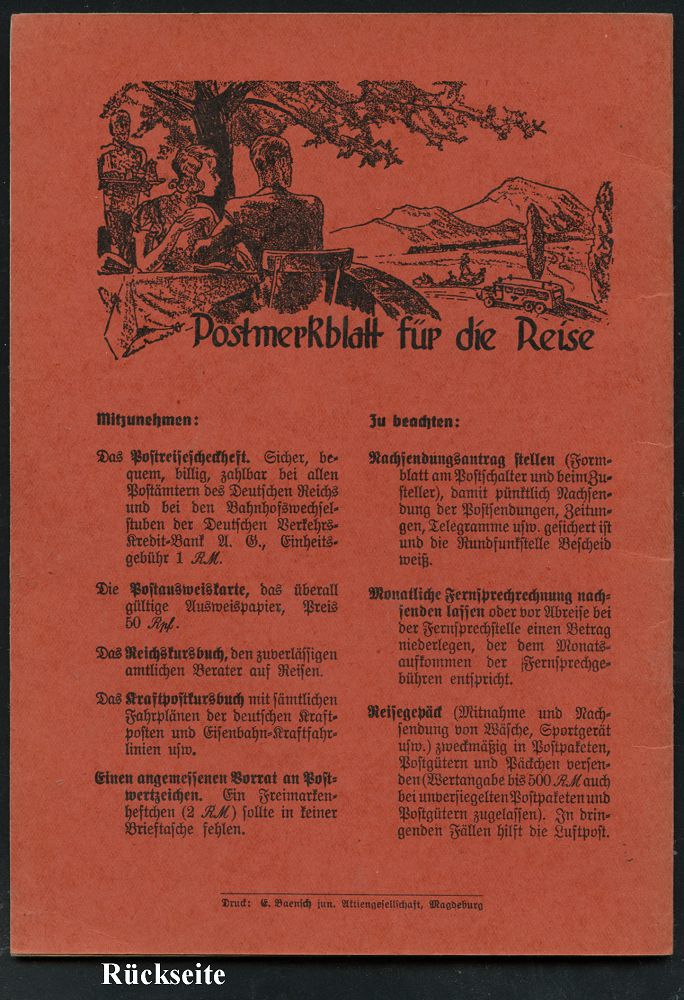 Postmerkblatt für die Reise
Mitzunehmen:
Das Postreisescheckheft. Sicher, be-
quem, billig, zahlbar bei allen
Postämtern des Deutschen Reichs
und bei den Bahnhofswechsel-
stuben der Deutschen Verkehrs-
Kredit-Bank A. G., Einheits-
gebühr 1 RM.
Die Postausweiskarte, das überall
gültige Ausweispapier, Preis
50 Rpf.
Das Reichskursbuch, den zuverlässigen
amtlichen Berater auf Reisen.
Das Kraftpostkursbuch mit sämtlichen
Fahrplänen der deutschen Kraft-
posten und Eisenbahn-Kraftfahr-
linien usw.
Einen angemessenen Vorrat an Post-
wertzeichen. Ein Freimarken-
heftchen (2 RM) sollte in keiner
Brieftasche fehlen.
Zu beachten:
Nachsendungsantrag stellen (Form-
blatt am Postschalter und beim Zu-
steller), damit pünktlich Nachsen-
dung der Postsendungen, Zeitun-
gen, Telegramme usw. gesichert ist
und die Rundfunkstelle Bescheid
weiß.
Monatliche Fernsprechrechnung nach-
senden lassen oder vor Abreise bei
der Fernsprechstelle einen Betrag
niederlegen, der dem Monats-
aufkommen der Fernsprechge-
bühren entspricht.
Reisegepäck (Mitnahme und Nach-
sendung von Wäsche, Sportgerät
usw.) zweckmäßig in Postpaketen,
Postgütern und Päckchen versen-
den (Wertangabe bis 500 RM auch
bei unversiegelten Postpaketen und
Postgütern zugelassen). In drin-
genden Fällen hilft die Luftpost.
Druck: E. Baensch jun. Aktiengesellschaft, Magdeburg
Rückseite